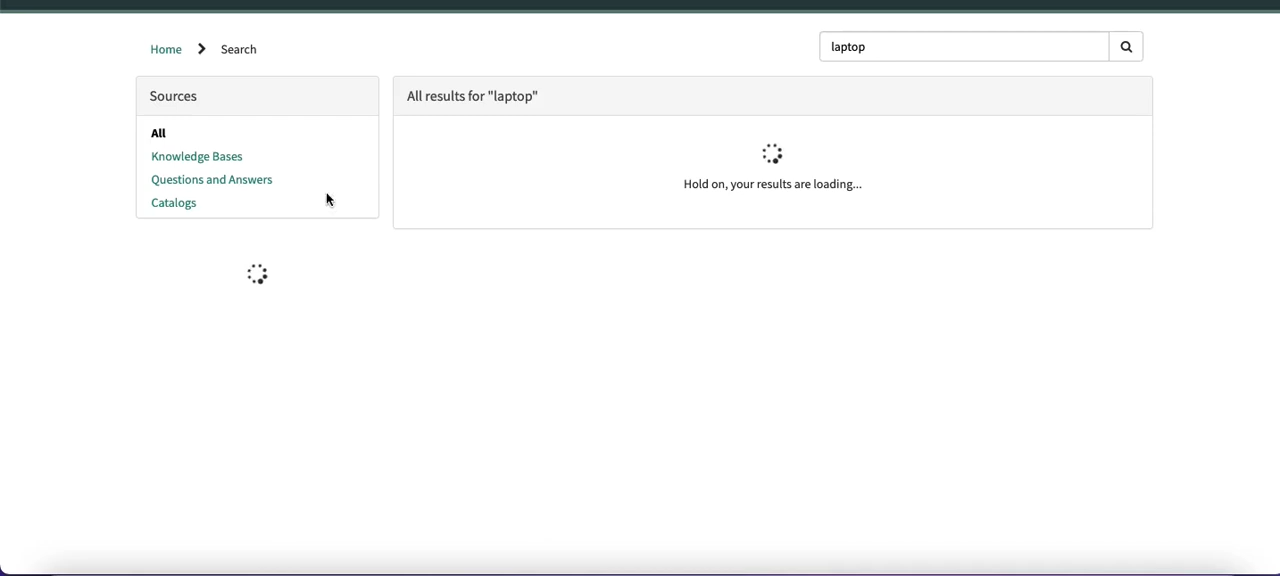 Home > Search
laptop
Sources
All results for "laptop"
All
Knowledge Bases
Questions and Answers
Catalogs
Hold on, your results are loading...